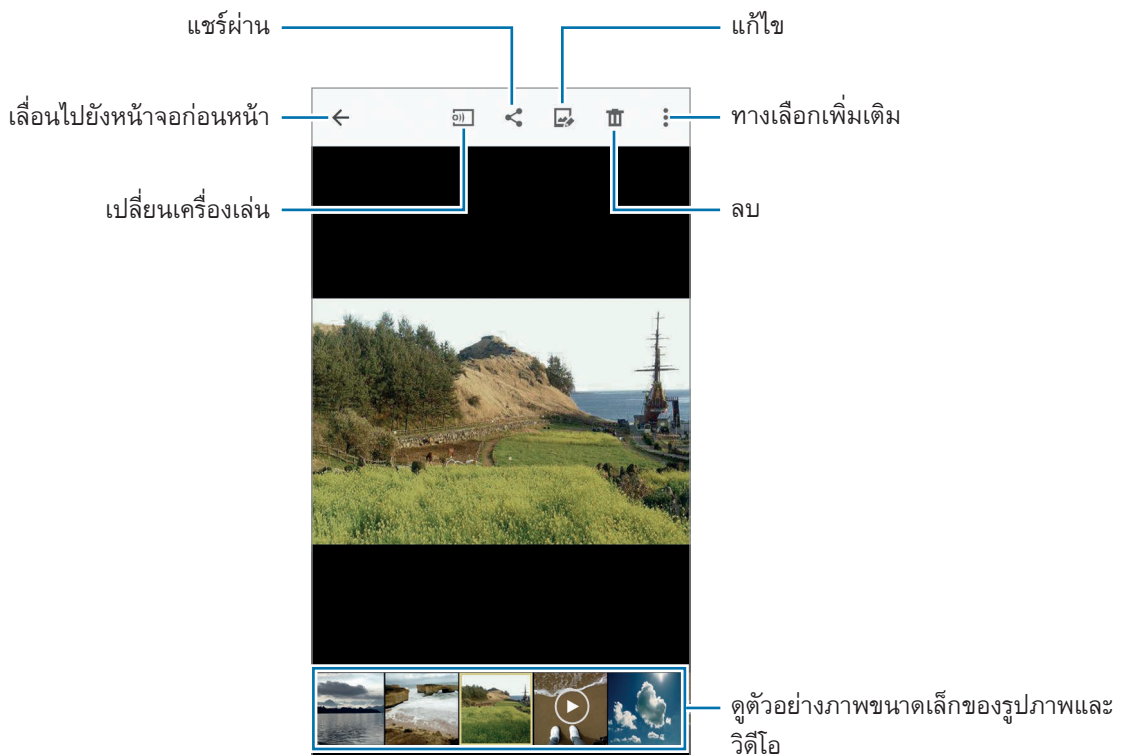 แชร์ผ่าน
แก้ไข
เลื่อนไปยังหน้าจอก่อนหน้า
ทางเลือกเพิ่มเติม
เปลี่ยนเครื่องเล่น
ลบ
ดูตัวอย่างภาพขนาดเล็กของรูปภาพและ
วิดีโอ